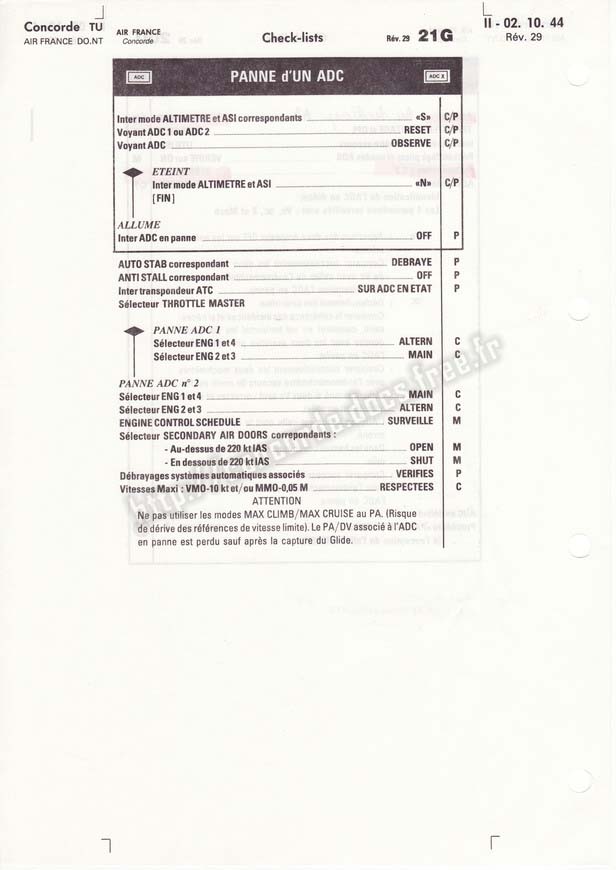 Concorde TU
AIR FRANCE DO.NT
AIR FRANCE
Concorde
Check-lists
Rév. 29 21G
II - 02. 10. 44
Rév. 29
ADC
PANNE d'UN ADC
ADC X
Inter mode ALTIMETRE et ASI correspondants «S» C/P
Voyant ADC 1 ou ADC 2 RESET C/P
Voyant ADC OBSERVE C/P
ETEINT
Inter mode ALTIMETRE et ASI «N» C/P
[FIN]
ALLUME
Inter ADC en panne OFF P
AUTO STAB correspondant DEBRAYE P
ANTI STALL correspondant OFF P
Inter transpondeur ATC SUR ADC EN ETAT P
Sélecteur THROTTLE MASTER
PANNE ADC 1
Sélecteur ENG 1 et 4 ALTERN C
Sélecteur ENG 2 et 3 MAIN C
PANNE ADC n° 2
Sélecteur ENG 1 et 4 MAIN C
Sélecteur ENG 2 et 3 ALTERN C
ENGINE CONTROL SCHEDULE SURVEILLE M
Sélecteur SECONDARY AIR DOORS correpondants :
- Au-dessus de 220 kt IAS OPEN M
- En dessous de 220 kt IAS SHUT M
Débrayages systèmes automatiques associés VERIFIES P
Vitesses Maxi : VMO-10 kt et/ou MMO-0,05 M RESPECTEES C
ATTENTION
Ne pas utiliser les modes MAX CLIMB/MAX CRUISE au PA. (Risque
de dérive des références de vitesse limite). Le PA/DV associé à l'ADC
en panne est perdu sauf après la capture du Glide.